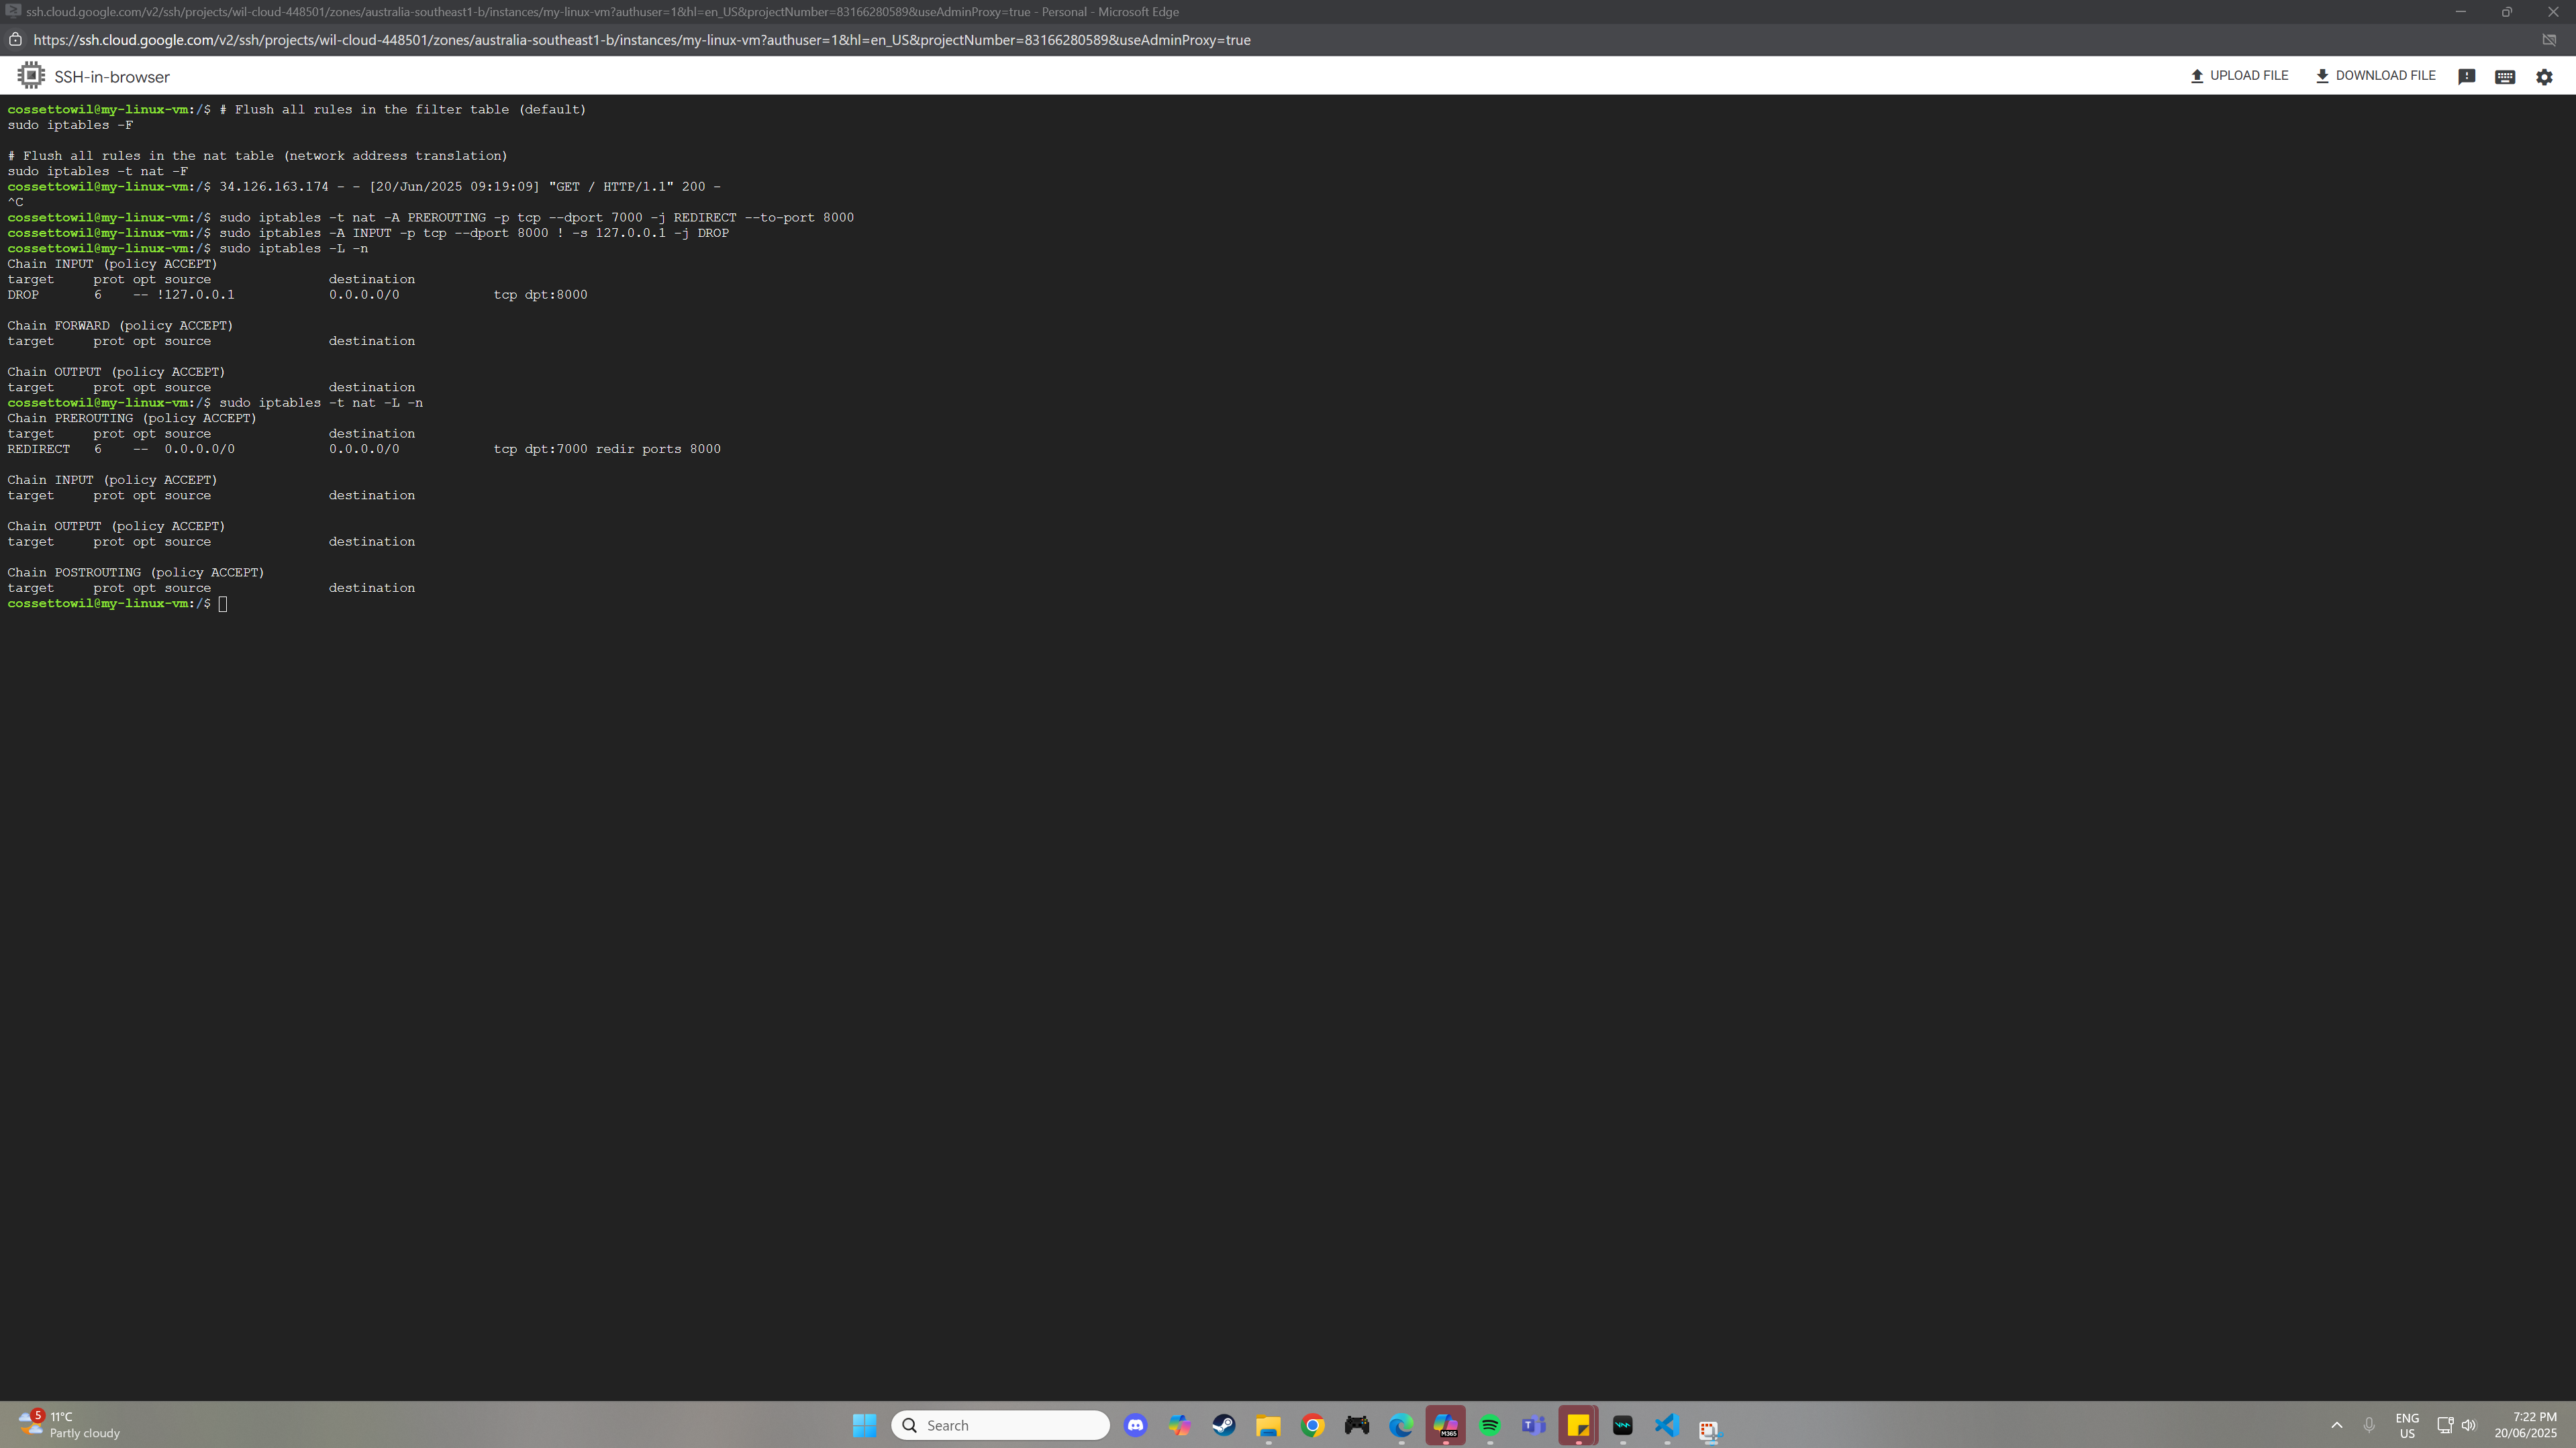 ssh.cloud.google.com/v2/ssh/projects/wil-cloud-448501/zones/australia-southeast1-b/instances/my-linux-vm?authuser=1&hl=en_US&projectNumber=83166280589&useAdminProxy=true - Personal - Microsoft Edge
https://ssh.cloud.google.com/v2/ssh/projects/wil-cloud-448501/zones/australia-southeast1-b/instances/my-linux-vm?authuser=1&hl=en_US&projectNumber=83166280589&useAdminProxy=true
SSH-in-browser
UPLOAD FILE
DOWNLOAD FILE
cossettowil@my-linux-vm:/$ # Flush all rules in the filter table (default)
sudo iptables -F
# Flush all rules in the nat table (network address translation)
sudo iptables -t nat -F
cossettowil@my-linux-vm:/$ 34.126.163.174 - - [20/Jun/2025 09:19:09] "GET / HTTP/1.1" 200 -
^C
cossettowil@my-linux-vm:/$ sudo iptables -t nat -A PREROUTING -p tcp --dport 7000 -j REDIRECT --to-port 8000
cossettowil@my-linux-vm:/$ sudo iptables -A INPUT -p tcp --dport 8000 ! -s 127.0.0.1 -j DROP
cossettowil@my-linux-vm:/$ sudo iptables -L -n
Chain INPUT (policy ACCEPT)
target     prot opt source               destination
DROP       6    -- !127.0.0.1            0.0.0.0/0            tcp dpt:8000
Chain FORWARD (policy ACCEPT)
target     prot opt source               destination
Chain OUTPUT (policy ACCEPT)
target     prot opt source               destination
cossettowil@my-linux-vm:/$ sudo iptables -t nat -L -n
Chain PREROUTING (policy ACCEPT)
target     prot opt source               destination
REDIRECT   6    --  0.0.0.0/0            0.0.0.0/0            tcp dpt:7000 redir ports 8000
Chain INPUT (policy ACCEPT)
target     prot opt source               destination
Chain OUTPUT (policy ACCEPT)
target     prot opt source               destination
Chain POSTROUTING (policy ACCEPT)
target     prot opt source               destination
cossettowil@my-linux-vm:/$
5
11°C
Partly cloudy
Search
M365
ENG
US
7:22 PM
20/06/2025